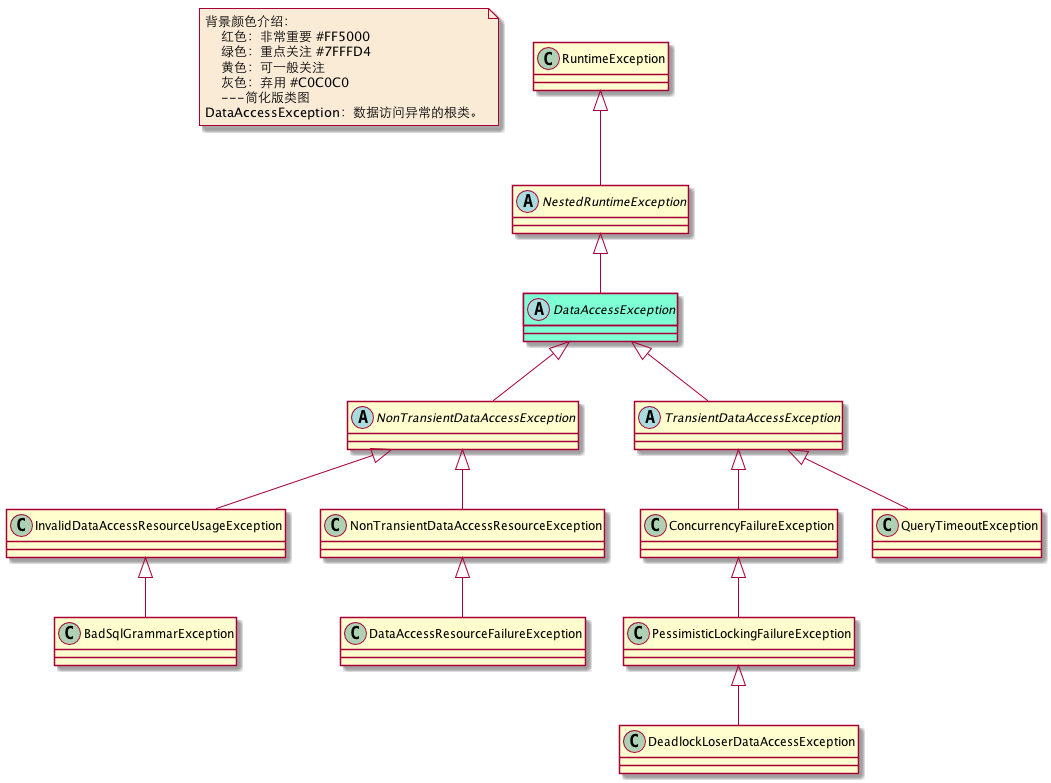 背景颜色介绍：
红色：非常重要 #FF5000
绿色：重点关注 #7FFFD4
黄色：可一般关注
灰色：弃用 #C0C0C0
---简化版类图
DataAccessException：数据访问异常的根类。
C RuntimeException
A NestedRuntimeException
A DataAccessException
A NonTransientDataAccessException
A TransientDataAccessException
C InvalidDataAccessResourceUsageException
C NonTransientDataAccessResourceException
C ConcurrencyFailureException
C QueryTimeoutException
C BadSqlGrammarException
C DataAccessResourceFailureException
C PessimisticLockingFailureException
C DeadlockLoserDataAccessException